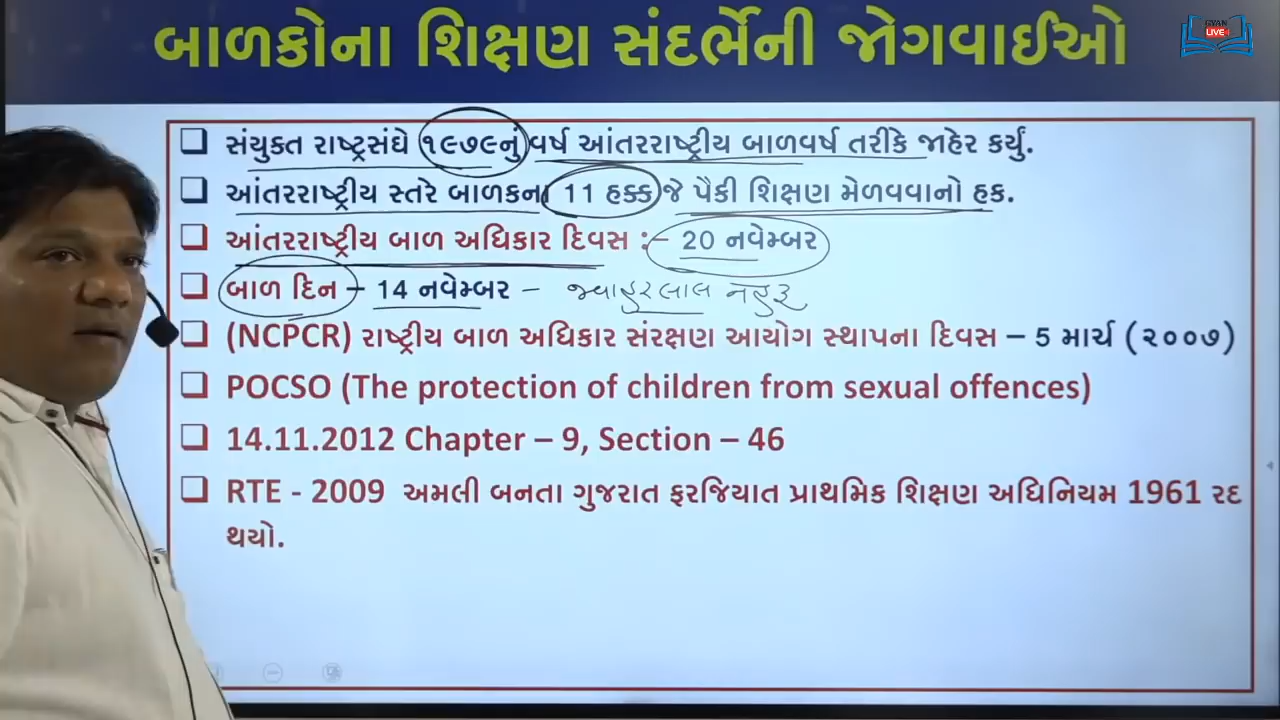 બાળકોના શિક્ષણ સંદર્ભેની જોગવાઈઓ
GYAN
LIVE
❑ સંયુક્ત રાષ્ટ્રસંઘે ૧૯૭૯નું વર્ષ આંતરરાષ્ટ્રીય બાળવર્ષ તરીકે જાહેર કર્યું.
❑ આંતરરાષ્ટ્રીય સ્તરે બાળકના 11 હક્ક જે પૈકી શિક્ષણ મેળવવાનો હક.
❑ આંતરરાષ્ટ્રીય બાળ અધિકાર દિવસ :– 20 નવેમ્બર
❑ બાળ દિન – 14 નવેમ્બર – જવાહરલાલ નહેરૂ
❑ (NCPCR) રાષ્ટ્રીય બાળ અધિકાર સંરક્ષણ આયોગ સ્થાપના દિવસ – 5 માર્ચ (૨૦૦૭)
❑ POCSO (The protection of children from sexual offences)
❑ 14.11.2012 Chapter – 9, Section – 46
❑ RTE - 2009 અમલી બનતા ગુજરાત ફરજિયાત પ્રાથમિક શિક્ષણ અધિનિયમ 1961 રદ
થયો.